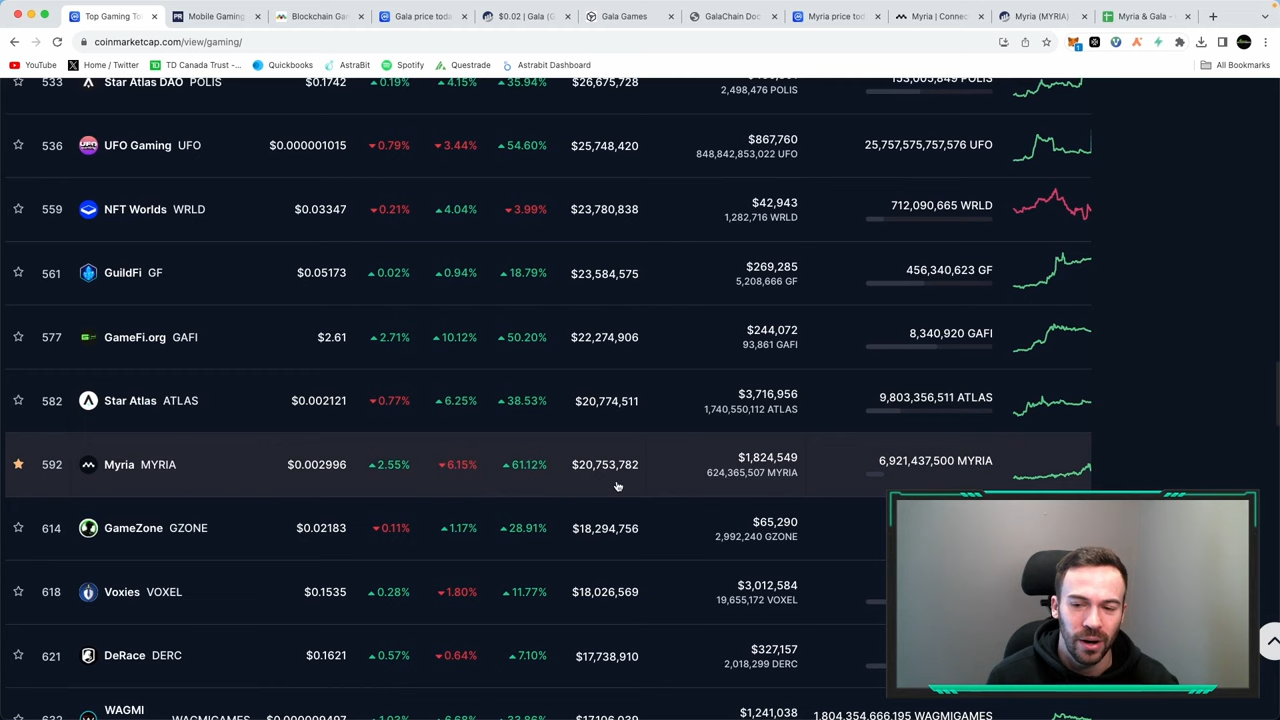 Top Gaming To
Mobile Gaming
Blockchain Ga
Gala price toda
$0.02 | Gala (G
Gala Games
GalaChain Doc
Myria price tod
Myria | Connec
Myria (MYRIA)
Myria & Gala -
coinmarketcap.com/view/gaming/
YouTube
Home / Twitter
TD Canada Trust -...
Quickbooks
AstraBit
Spotify
Questrade
Astrabit Dashboard
All Bookmarks
533 Star Atlas DAO POLIS $0.1742 0.19% 4.15% 35.94% $26,675,728
2,498,476 POLIS
536 UFO Gaming UFO $0.000001015 0.79% 3.44% 54.60% $25,748,420 $867,760 25,757,575,757,576 UFO
848,842,853,022 UFO
559 NFT Worlds WRLD $0.03347 0.21% 4.04% 3.99% $23,780,838 $42,943 712,090,665 WRLD
1,282,716 WRLD
561 GuildFi GF $0.05173 0.02% 0.94% 18.79% $23,584,575 $269,285 456,340,623 GF
5,208,666 GF
577 GameFi.org GAFI $2.61 2.71% 10.12% 50.20% $22,274,906 $244,072 8,340,920 GAFI
93,861 GAFI
582 Star Atlas ATLAS $0.002121 0.77% 6.25% 38.53% $20,774,511 $3,716,956 9,803,356,511 ATLAS
1,740,550,112 ATLAS
592 Myria MYRIA $0.002996 2.55% 6.15% 61.12% $20,753,782 $1,824,549 6,921,437,500 MYRIA
624,365,507 MYRIA
614 GameZone GZONE $0.02183 0.11% 1.17% 28.91% $18,294,756 $65,290
2,992,240 GZONE
618 Voxies VOXEL $0.1535 0.28% 1.80% 11.77% $18,026,569 $3,012,584
19,655,172 VOXEL
621 DeRace DERC $0.1621 0.57% 0.64% 7.10% $17,738,910 $327,157
2,018,299 DERC
WAGMI
WAGMIGAMES $1,241,038 1,804,354,666,195 WAGMIGAMES